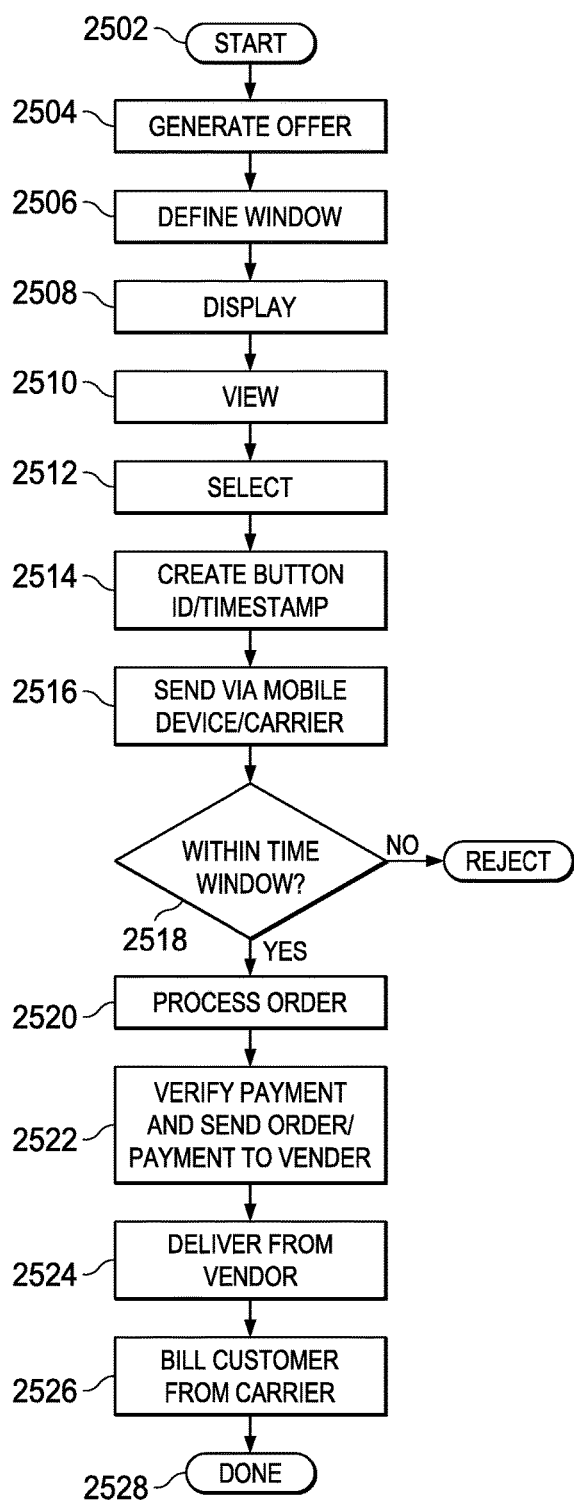 2502
START
2504
GENERATE OFFER
2506
DEFINE WINDOW
2508
DISPLAY
2510
VIEW
2512
SELECT
2514
CREATE BUTTON
ID/TIMESTAMP
2516
SEND VIA MOBILE
DEVICE/CARRIER
WITHIN TIME
WINDOW?
NO
REJECT
2518
YES
2520
PROCESS ORDER
2522
VERIFY PAYMENT
AND SEND ORDER/
PAYMENT TO VENDER
2524
DELIVER FROM
VENDOR
2526
BILL CUSTOMER
FROM CARRIER
2528
DONE